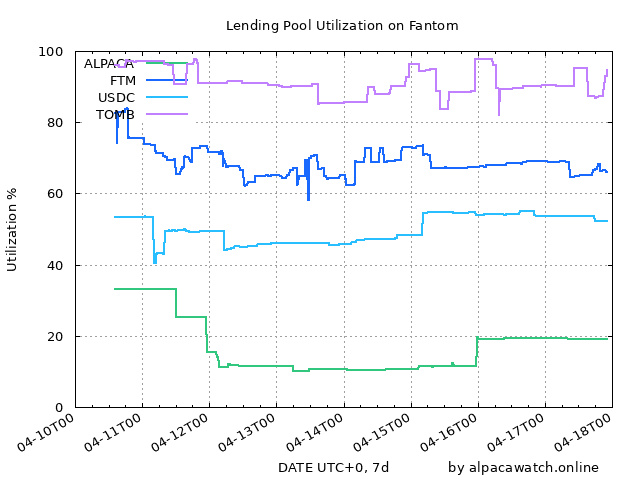 Lending Pool Utilization on Fantom
ALPACA
FTM
USDC
TOMB
100
80
60
40
20
0
Utilization %
04-10T00
04-11T00
04-12T00
04-13T00
04-14T00
04-15T00
04-16T00
04-17T00
04-18T00
DATE UTC+0, 7d
by alpacawatch.online